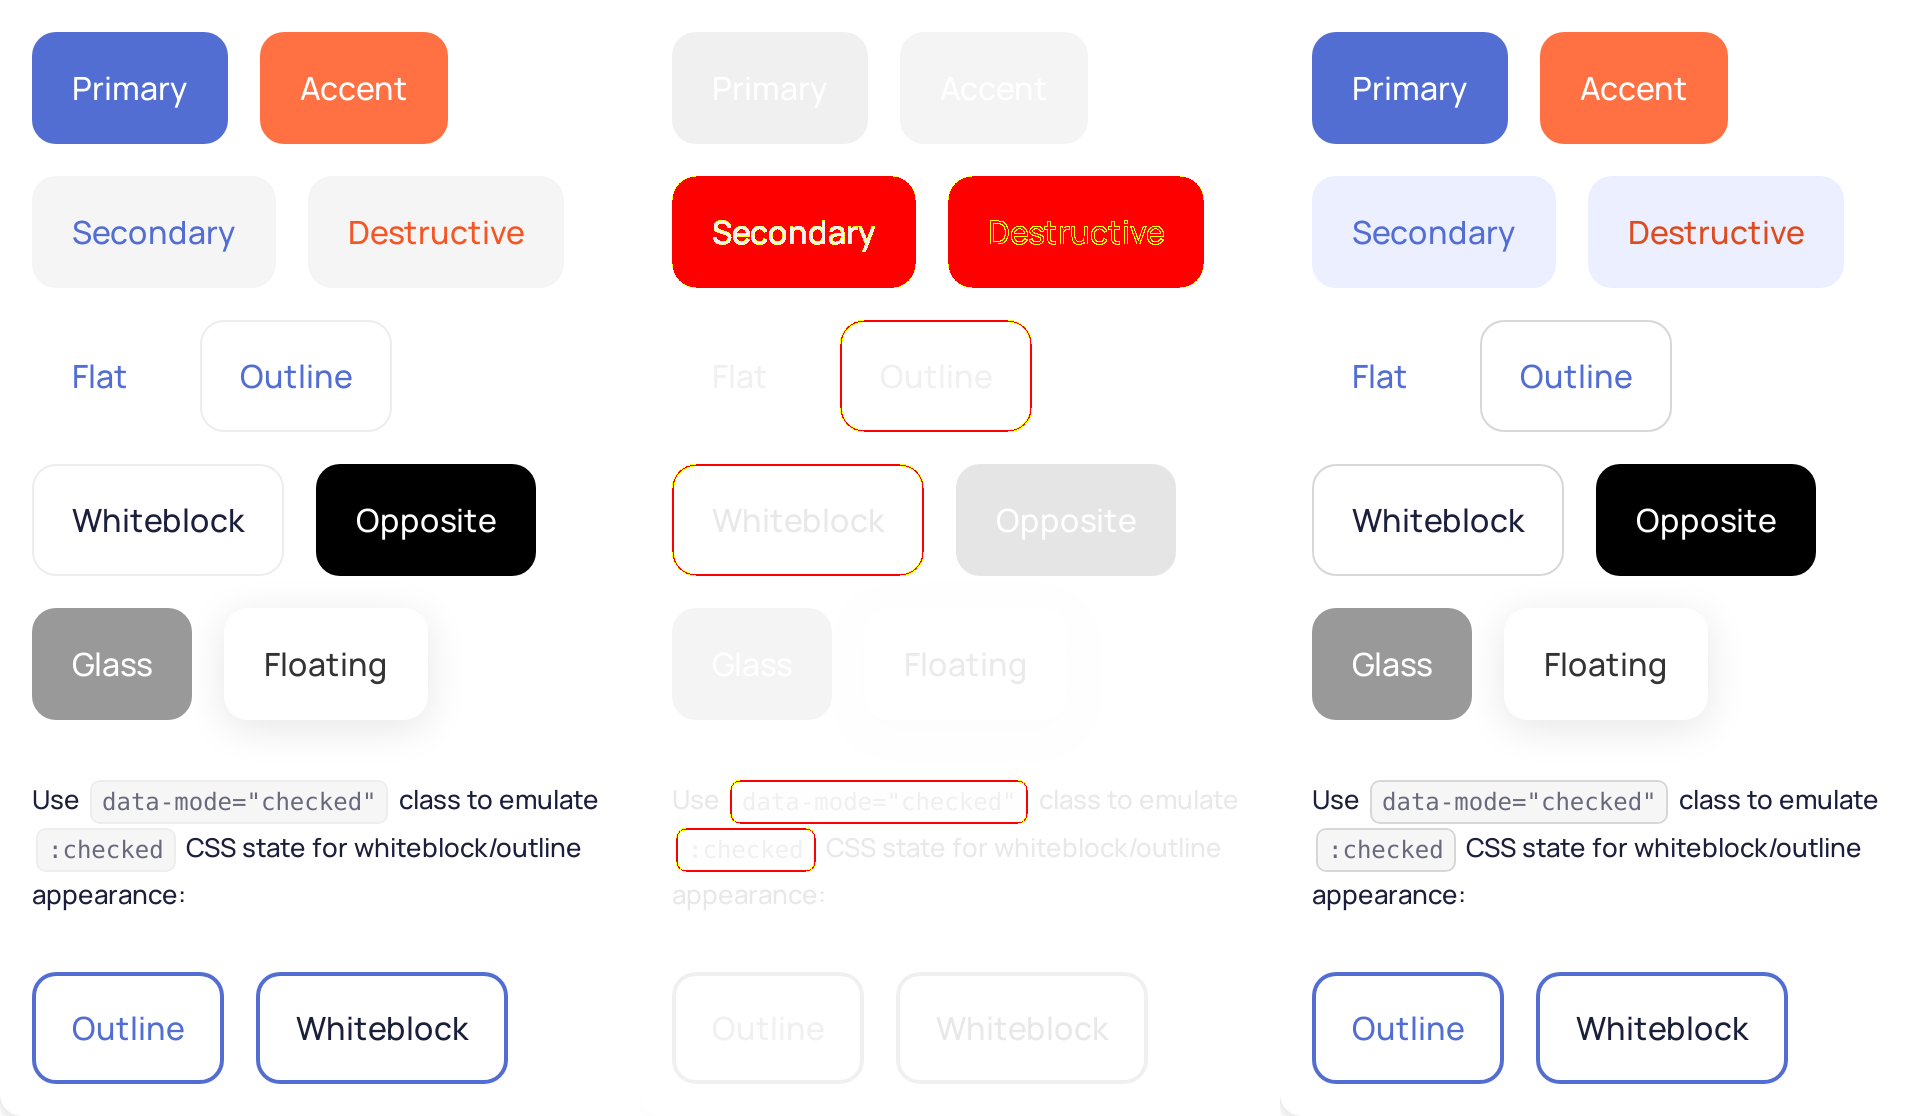 Primary Accent
Secondary Destructive
Flat Outline
Whiteblock Opposite
Glass Floating
Use data-mode="checked" class to emulate
:checked CSS state for whiteblock/outline
appearance:
Outline Whiteblock
Primary Accent
Secondary Destructive
Flat Outline
Whiteblock Opposite
Glass Floating
Use data-mode="checked" class to emulate
:checked CSS state for whiteblock/outline
appearance:
Outline Whiteblock
Primary Accent
Secondary Destructive
Flat Outline
Whiteblock Opposite
Glass Floating
Use data-mode="checked" class to emulate
:checked CSS state for whiteblock/outline
appearance:
Outline Whiteblock